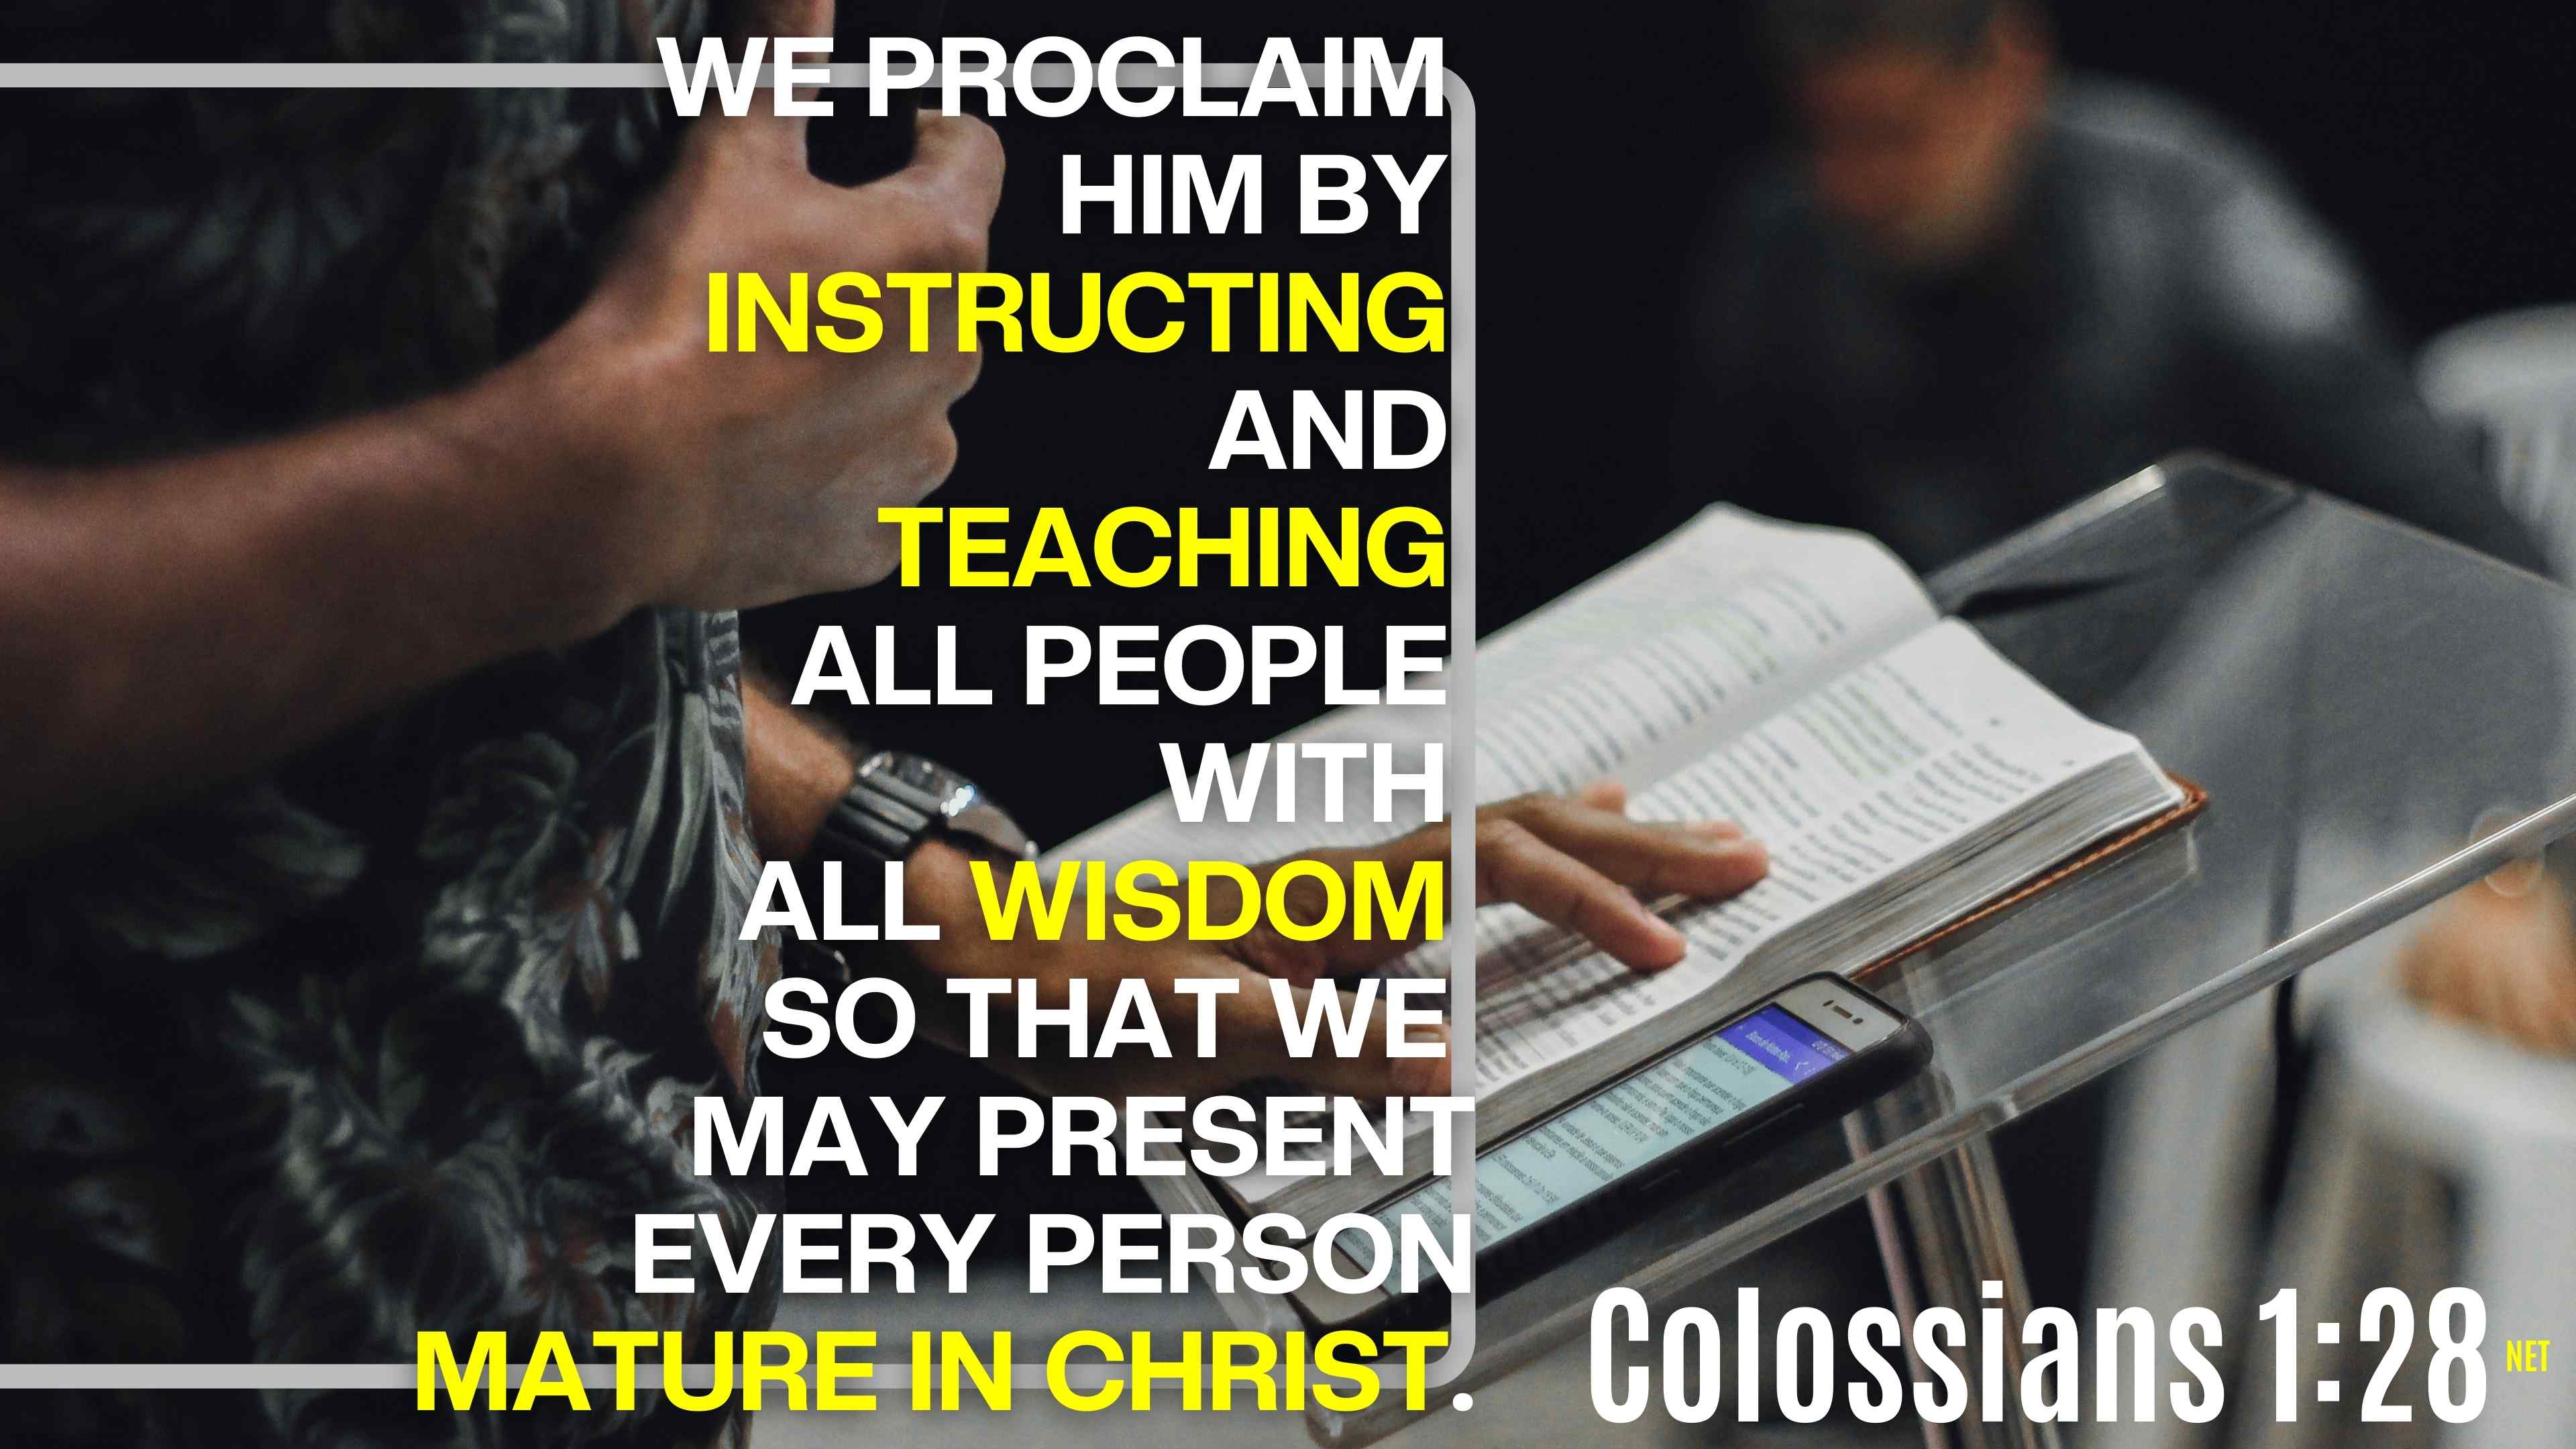 WE PROCLAIM
HIM BY
INSTRUCTING
AND
TEACHING
ALL PEOPLE
WITH
ALL WISDOM
SO THAT WE
MAY PRESENT
EVERY PERSON
MATURE IN CHRIST.
Colossians 1:28 NET